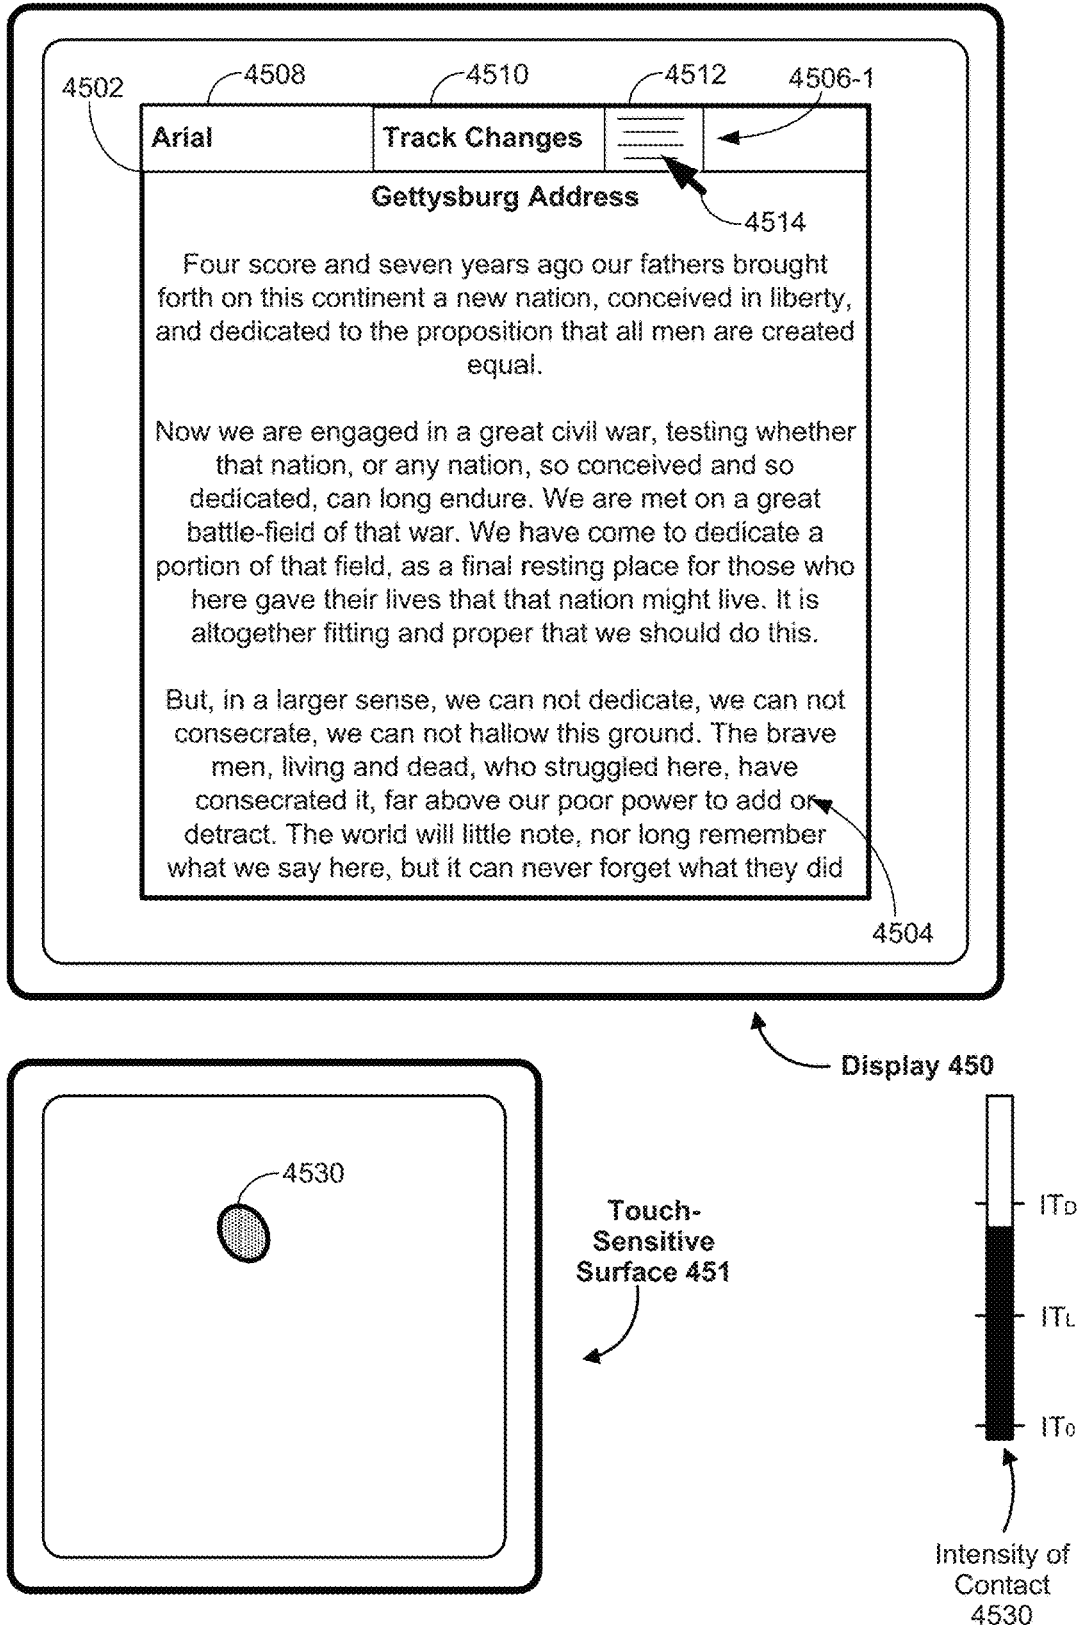 4502
4508
4510
4512
4506-1
Arial
Track Changes
4514
Gettysburg Address
Four score and seven years ago our fathers brought
forth on this continent a new nation, conceived in liberty,
and dedicated to the proposition that all men are created
equal.
Now we are engaged in a great civil war, testing whether
that nation, or any nation, so conceived and so
dedicated, can long endure. We are met on a great
battle-field of that war. We have come to dedicate a
portion of that field, as a final resting place for those who
here gave their lives that that nation might live. It is
altogether fitting and proper that we should do this.
But, in a larger sense, we can not dedicate, we can not
consecrate, we can not hallow this ground. The brave
men, living and dead, who struggled here, have
consecrated it, far above our poor power to add or
detract. The world will little note, nor long remember
what we say here, but it can never forget what they did
4504
Display 450
4530
Touch-
Sensitive
Surface 451
ITD
ITL
IT0
Intensity of
Contact
4530